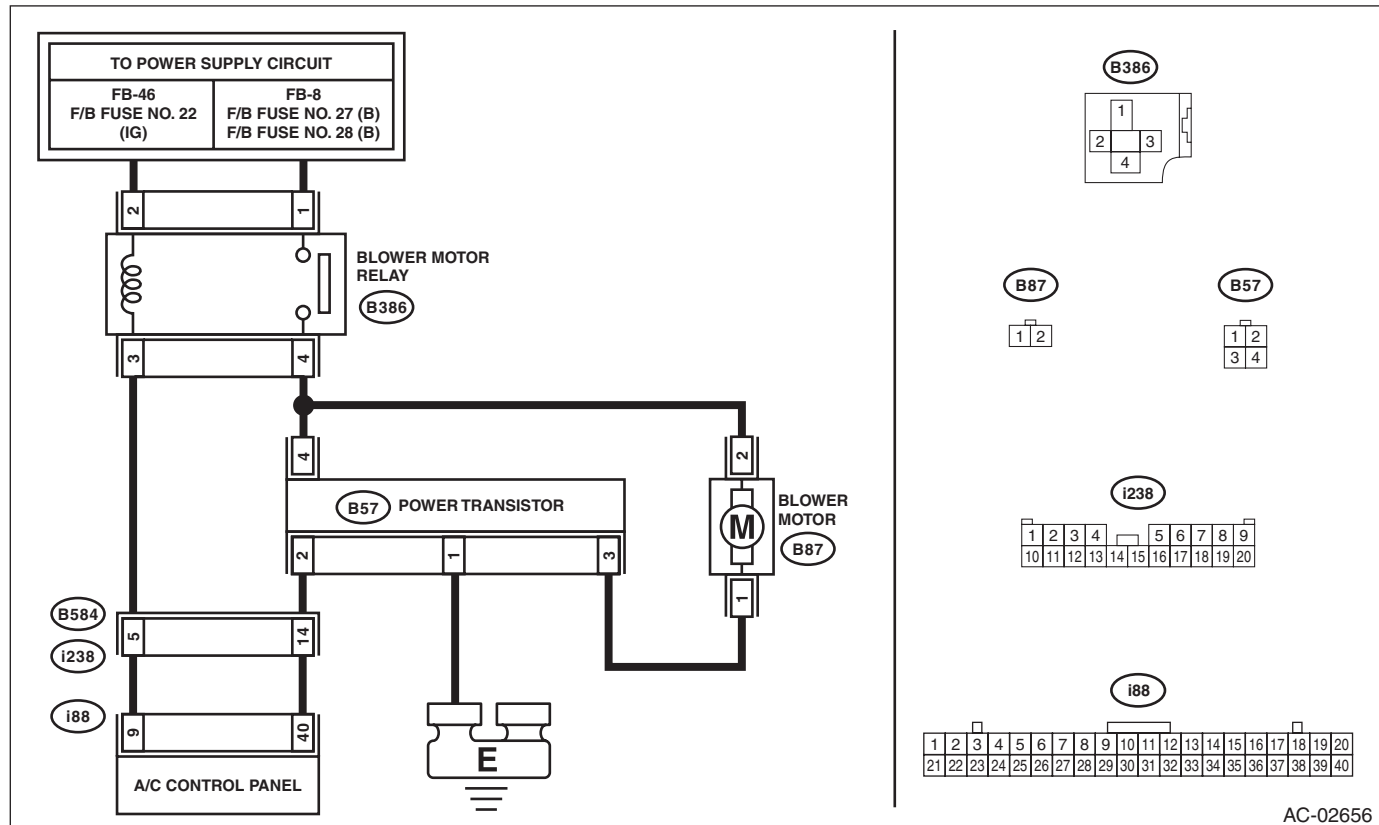 TO POWER SUPPLY CIRCUIT
FB-46
F/B FUSE NO. 22
(IG)
FB-8
F/B FUSE NO. 27 (B)
F/B FUSE NO. 28 (B)
2 1
BLOWER MOTOR
RELAY
B386
3 4
4
2
B57 POWER TRANSISTOR
M
BLOWER
MOTOR
B87
2 1 3
1
B584
5 14
i238
i88
9 40
A/C CONTROL PANEL
E
B386
1
2 3
4
B87
1 2
B57
1 2
3 4
i238
1 2 3 4 5 6 7 8 9
10 11 12 13 14 15 16 17 18 19 20
i88
1 2 3 4 5 6 7 8 9 10 11 12 13 14 15 16 17 18 19 20
21 22 23 24 25 26 27 28 29 30 31 32 33 34 35 36 37 38 39 40
AC-02656